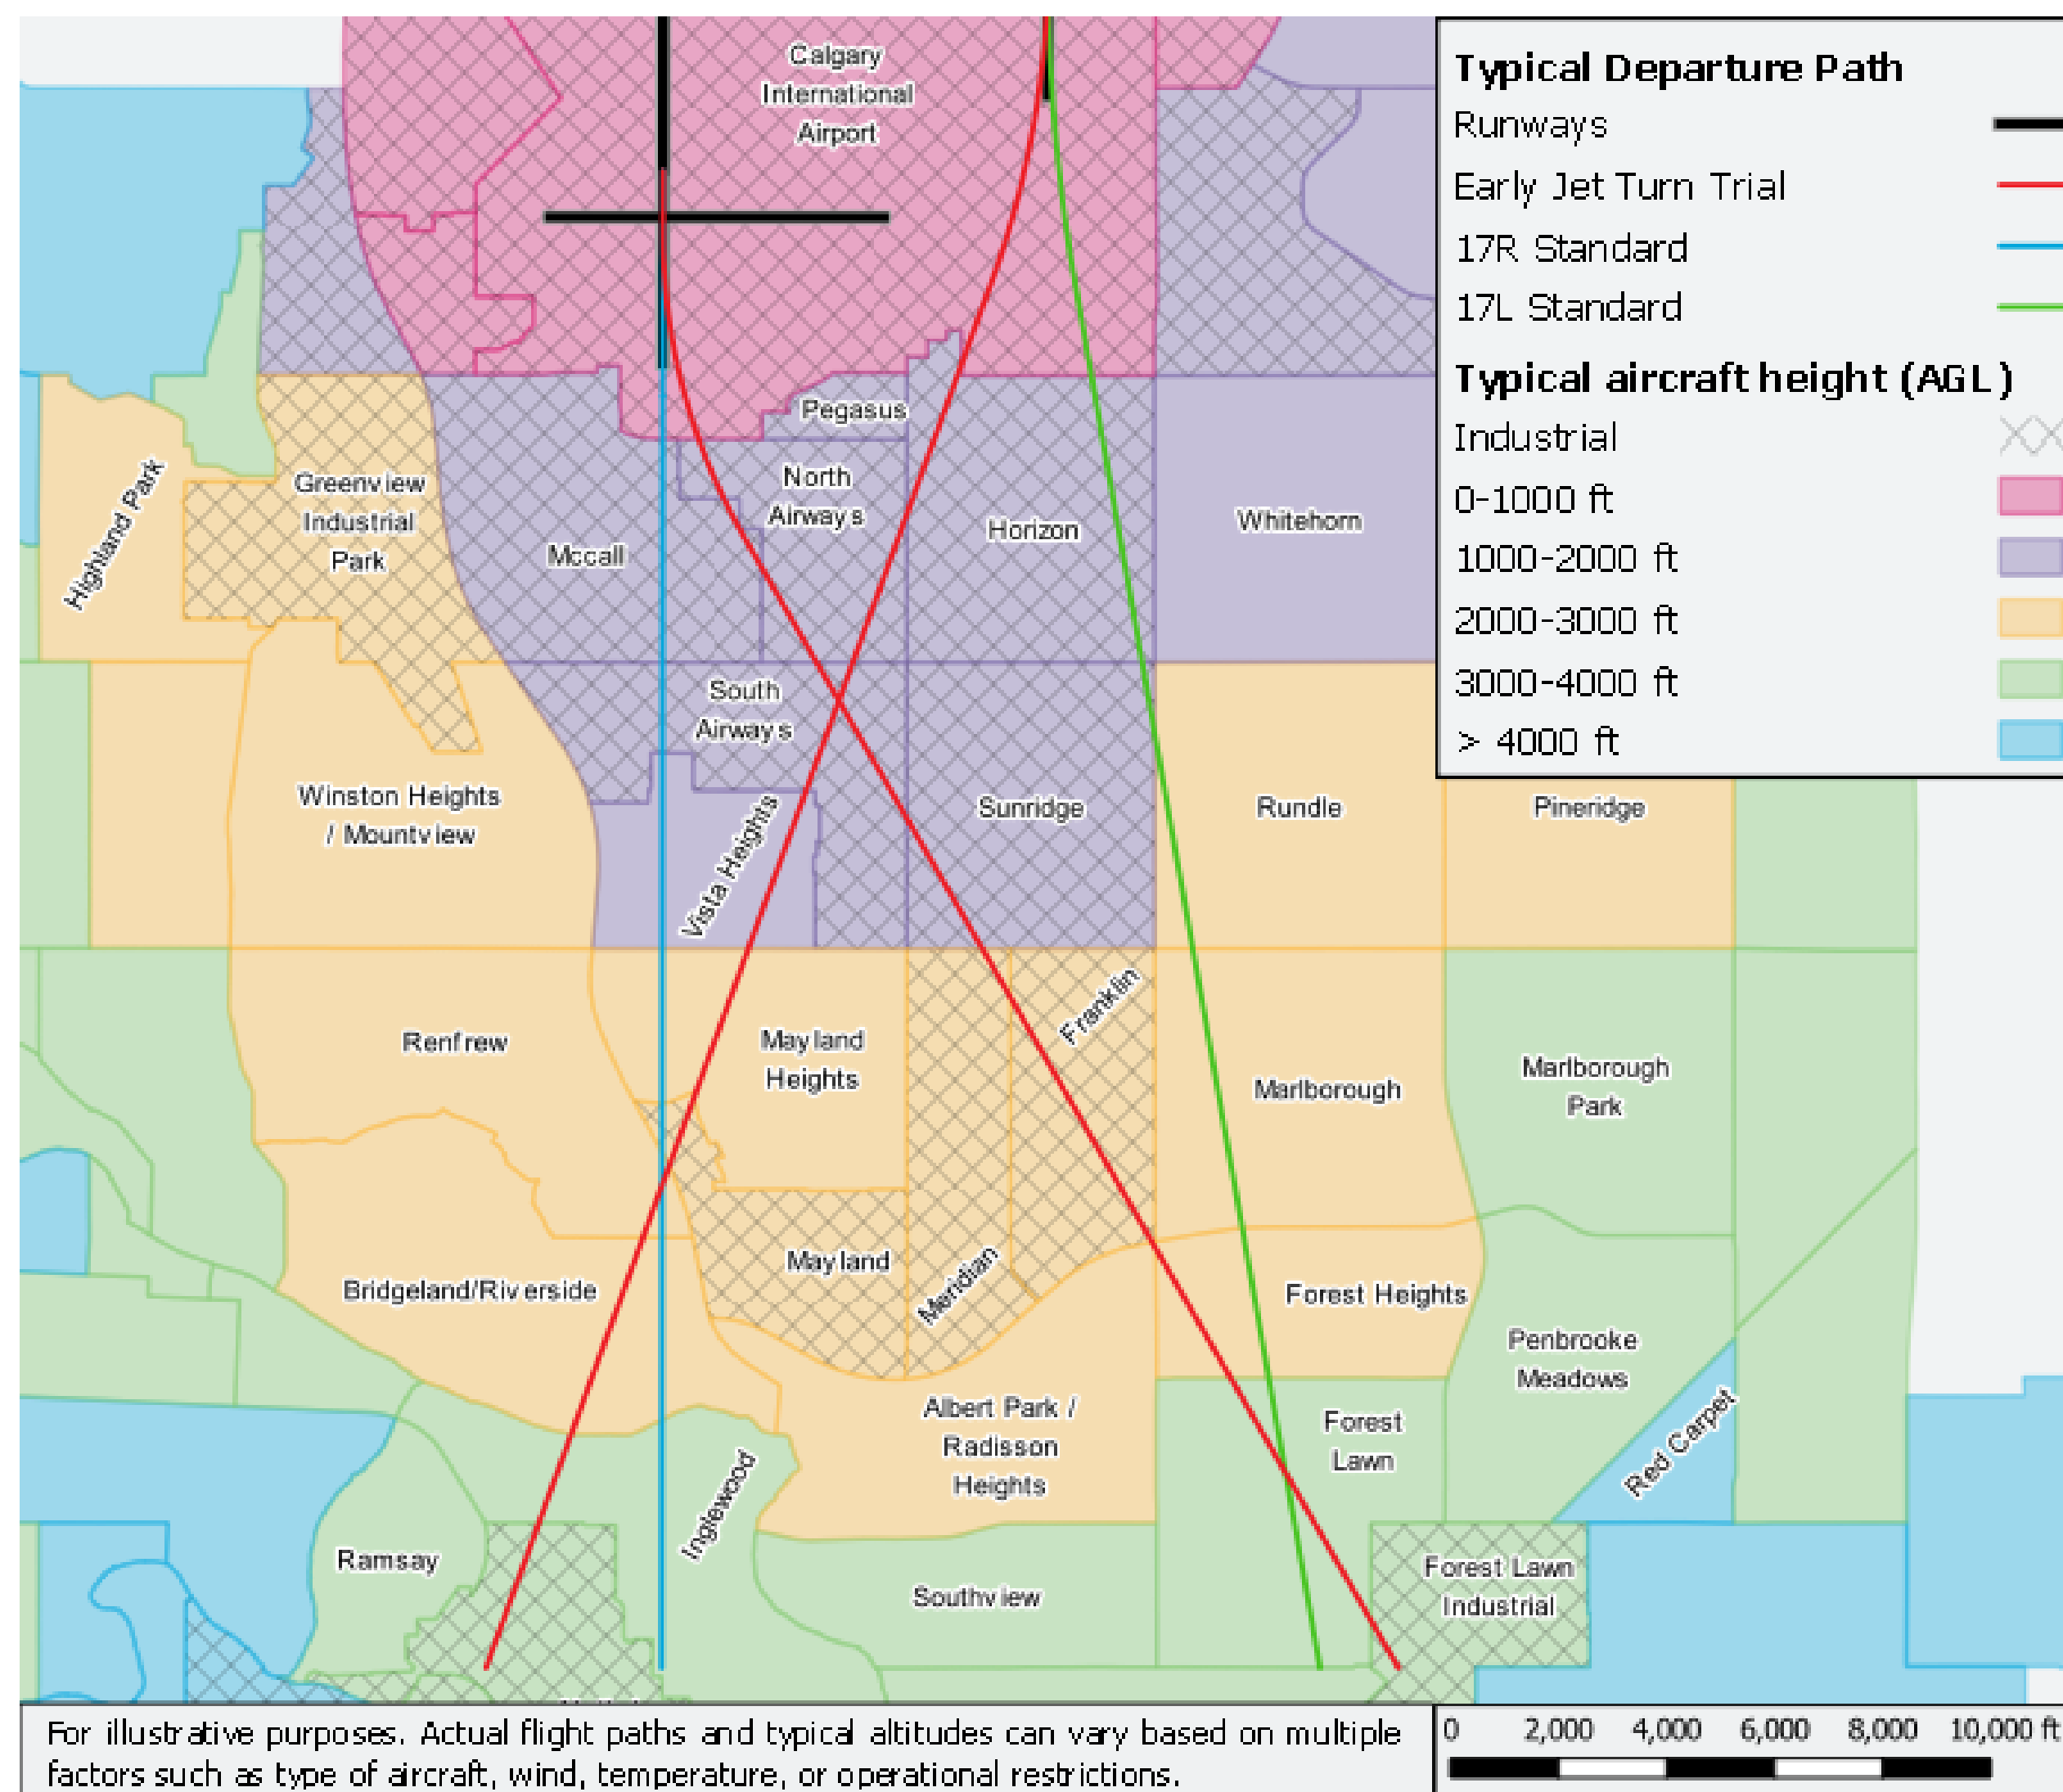 Calgary
International
Airport
Pegasus
North
Airways
Horizon
Whitehorn
Highland Park
Greenview
Industrial
Park
Mccall
South
Airways
Winston Heights
/ Mountview
Vista Heights
Sunridge
Rundle
Pineridge
Renfrew
Mayland
Heights
Franklin
Marlborough
Marlborough
Park
Bridgeland/Riverside
Mayland
Meridian
Forest Heights
Penbrooke
Meadows
Albert Park /
Radisson
Heights
Forest
Lawn
Red Carpet
Inglewood
Ramsay
Southview
Forest Lawn
Industrial
Typical Departure Path
Runways
Early Jet Turn Trial
17R Standard
17L Standard
Typical aircraft height (AGL)
Industrial
0-1000 ft
1000-2000 ft
2000-3000 ft
3000-4000 ft
> 4000 ft
For illustrative purposes. Actual flight paths and typical altitudes can vary based on multiple
factors such as type of aircraft, wind, temperature, or operational restrictions.
0 2,000 4,000 6,000 8,000 10,000 ft